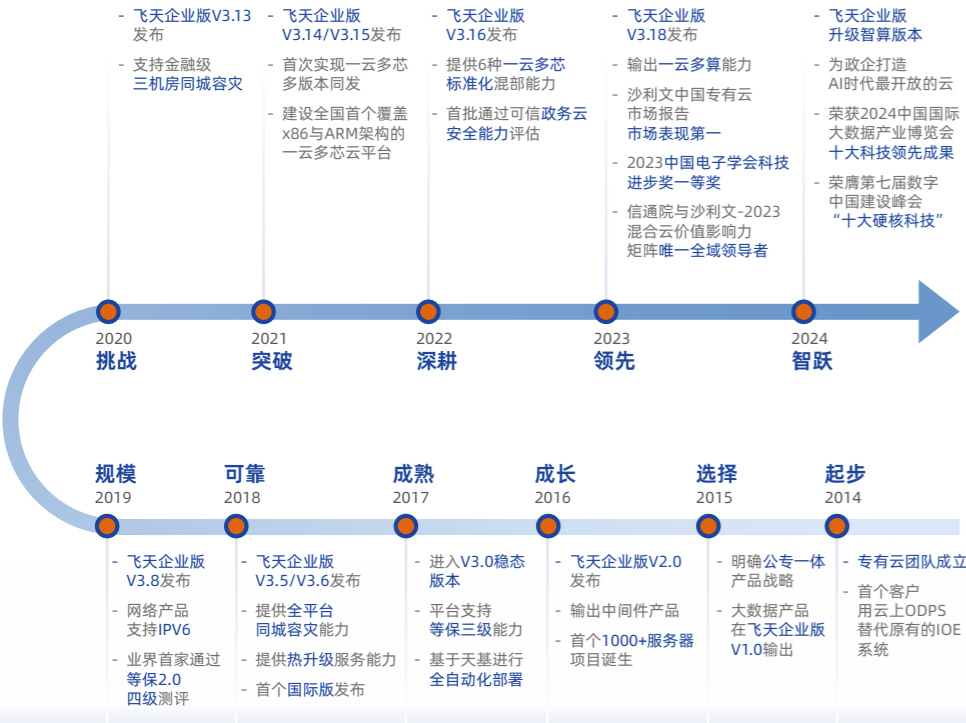 - 飞天企业版V3.13
发布
- 支持金融级
三机房同城容灾
- 飞天企业版
V3.14/V3.15发布
- 首次实现一云多芯
多版本同发
- 建设全国首个覆盖
x86与ARM架构的
一云多芯云平台
- 飞天企业版
V3.16发布
- 提供6种一云多芯
标准化混部能力
- 首批通过可信政务云
安全能力评估
- 飞天企业版
V3.18发布
- 输出一云多算能力
- 沙利文中国专有云
市场报告
市场表现第一
- 2023中国电子学会科技
进步奖一等奖
- 信通院与沙利文-2023
混合云价值影响力
矩阵唯一全域领导者
- 飞天企业版
升级智算版本
- 为政企打造
AI时代最开放的云
- 荣获2024中国国际
大数据产业博览会
十大科技领先成果
- 荣膺第七届数字
中国建设峰会
“十大硬核科技”
2020
挑战
2021
突破
2022
深耕
2023
领先
2024
智跃
规模
2019
可靠
2018
成熟
2017
成长
2016
选择
2015
起步
2014
- 飞天企业版
V3.8发布
- 网络产品
支持IPV6
- 业界首家通过
等保2.0
四级测评
- 飞天企业版
V3.5/V3.6发布
- 提供全平台
同城容灾能力
- 提供热升级服务能力
- 首个国际版发布
- 进入V3.0稳态
版本
- 平台支持
等保三级能力
- 基于天基进行
全自动化部署
- 飞天企业版V2.0
发布
- 输出中间件产品
- 首个1000+服务器
项目诞生
- 明确公专一体
产品战略
- 大数据产品
在飞天企业版
V1.0输出
- 专有云团队成立
- 首个客户
用云上ODPS
替代原有的IOE
系统